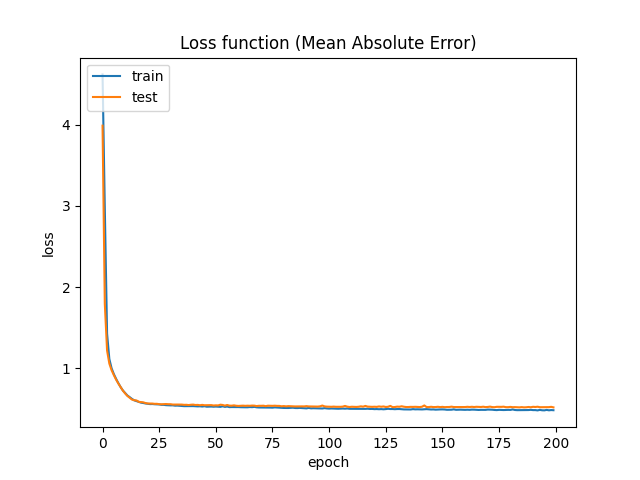 Loss function (Mean Absolute Error)
train
test
4
3
2
1
loss
0 25 50 75 100 125 150 175 200
epoch